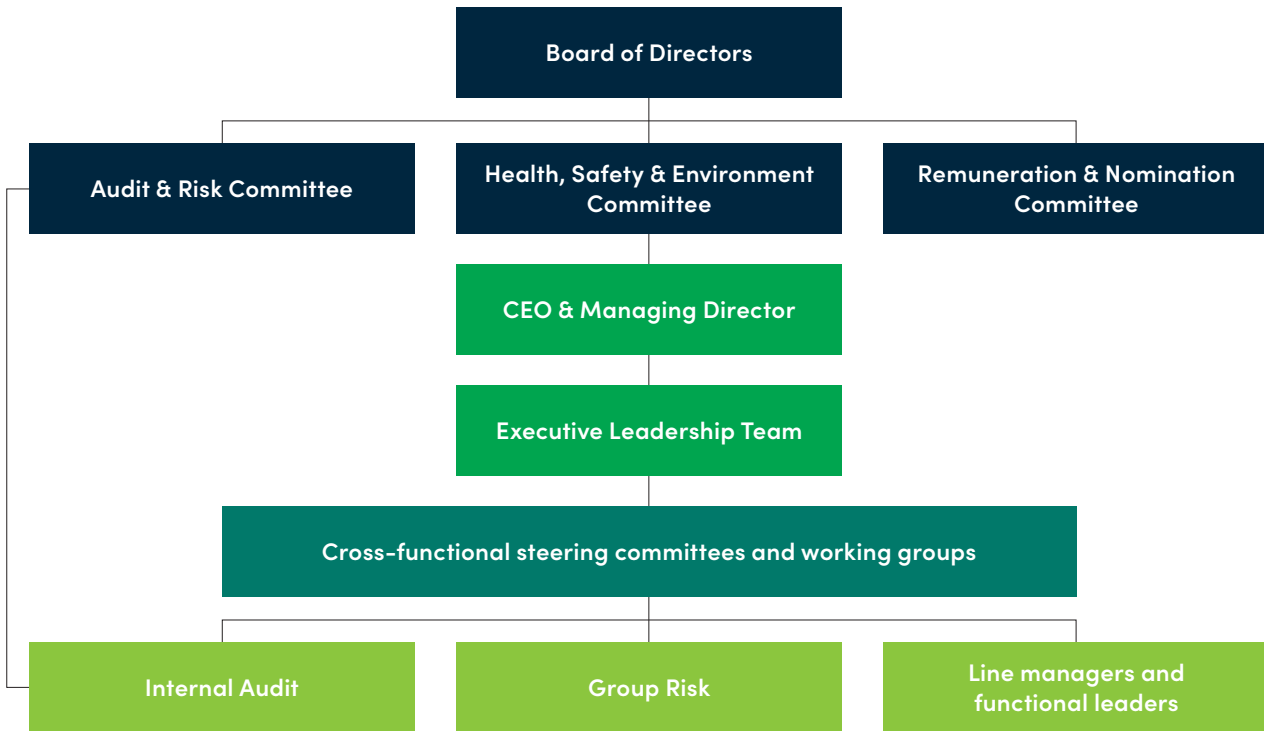 Board of Directors
Audit & Risk Committee
Health, Safety & Environment
Committee
Remuneration & Nomination
Committee
CEO & Managing Director
Executive Leadership Team
Cross-functional steering committees and working groups
Internal Audit
Group Risk
Line managers and
functional leaders